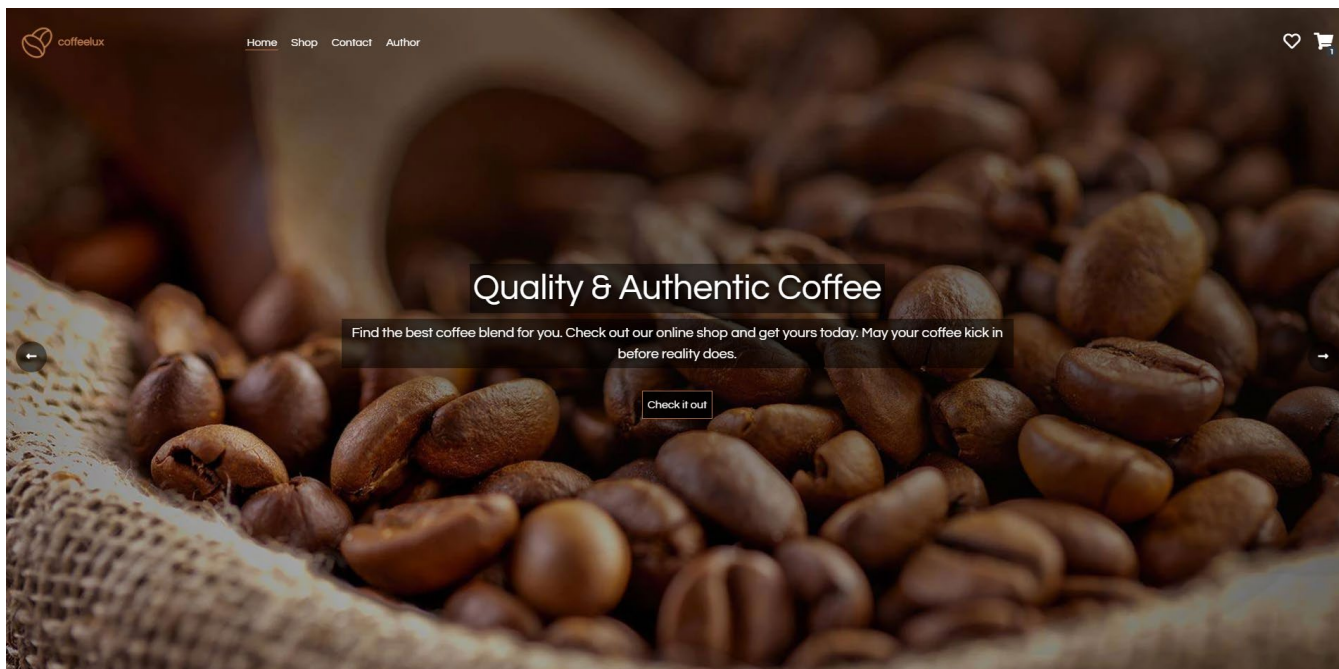 coffeelux
Home Shop Contact Author
1
Quality & Authentic Coffee
Find the best coffee blend for you. Check out our online shop and get yours today. May your coffee kick in
before reality does.
Check it out